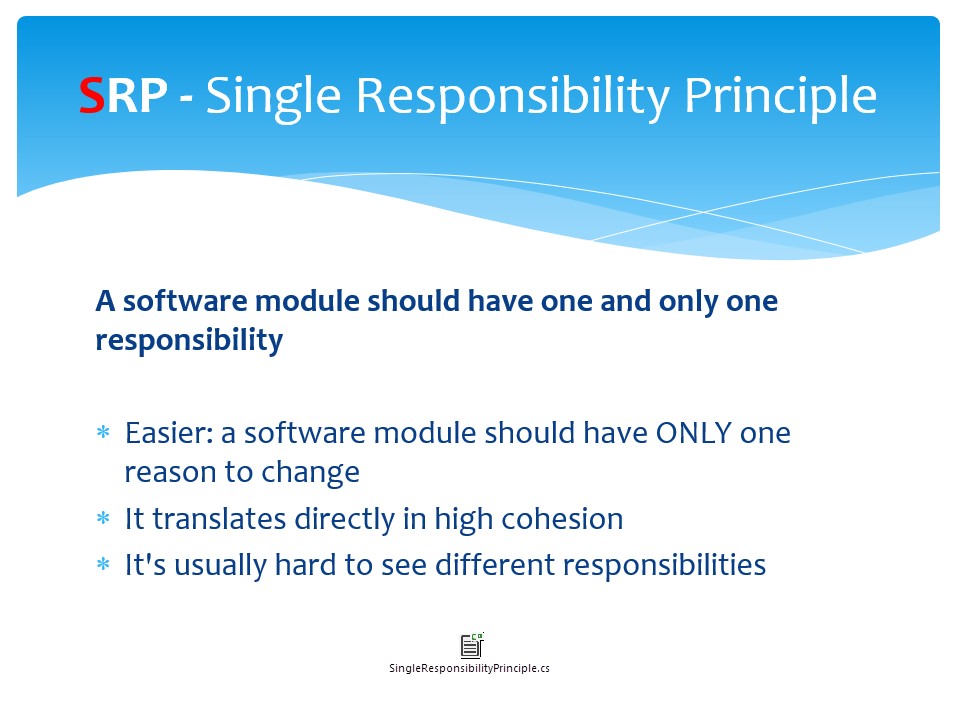 SRP - Single Responsibility Principle
A software module should have one and only one
responsibility
* Easier: a software module should have ONLY one
reason to change
* It translates directly in high cohesion
* It's usually hard to see different responsibilities
C#
SingleResponsibilityPrinciple.cs